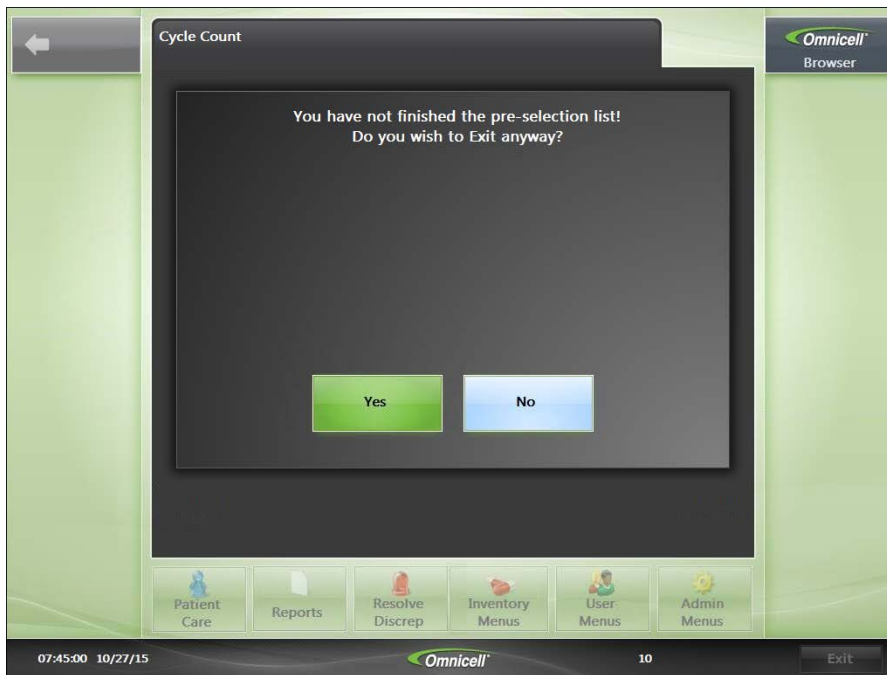 Cycle Count
Omnicell
Browser
You have not finished the pre-selection list!
Do you wish to Exit anyway?
Yes
No
Patient
Care
Reports
Resolve
Discrep
Inventory
Menus
User
Menus
Admin
Menus
07:45:00 10/27/15
Omnicell
10
Exit